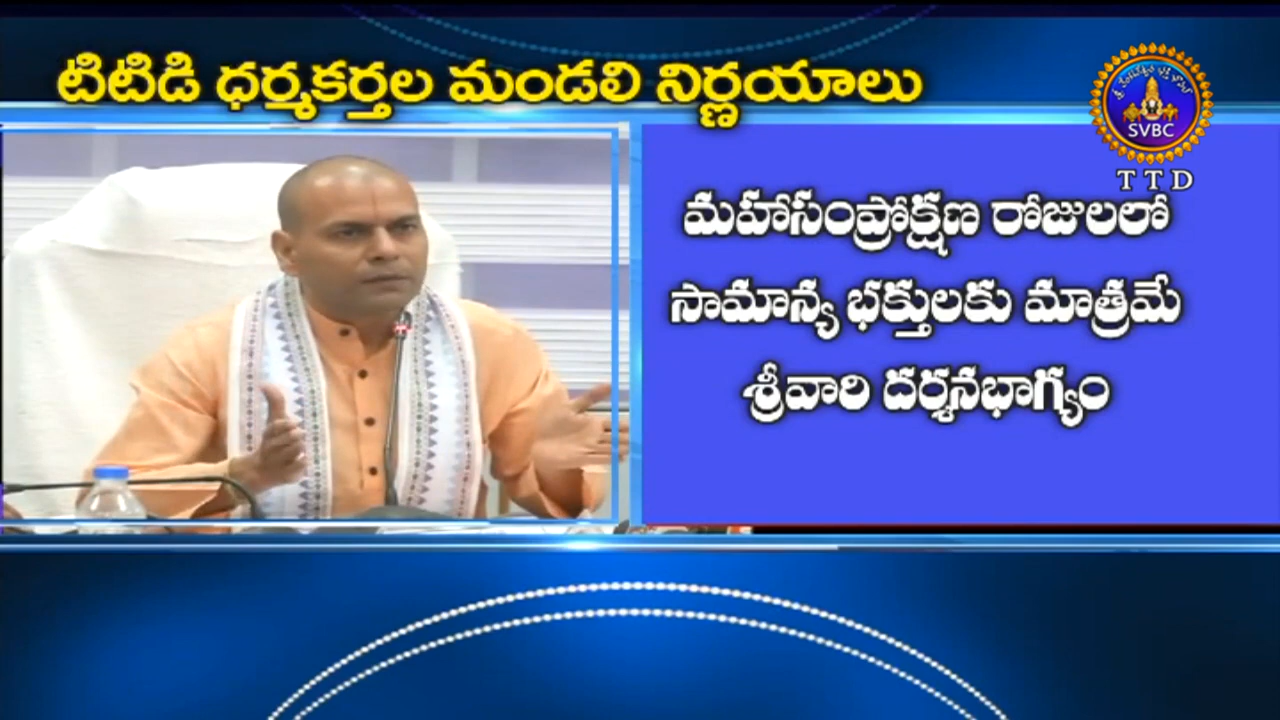 టిటిడి ధర్మకర్తల మండలి నిర్ణయాలు
SVBC
TTD
మహాసంప్రోక్షణ రోజులలో
సామాన్య భక్తులకు మాత్రమే
శ్రీవారి దర్శనభాగ్యం